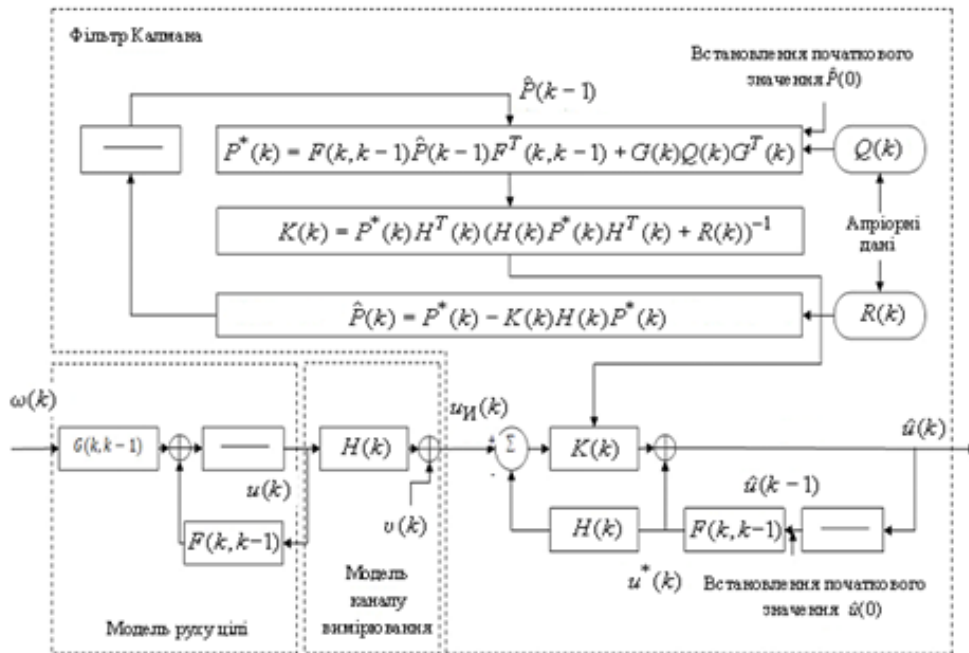 Фільтр Калмана
Встановлення початкового
значення P̂(0)
P̂(k−1)
P*(k) = F(k,k−1)P̂(k−1)F^T(k,k−1)+G(k)Q(k)G^T(k)
Q(k)
K(k) = P*(k)H^T(k)(H(k)P*(k)H^T(k)+R(k))^−1
Апріорні
дані
P̂(k) = P*(k)−K(k)H(k)P*(k)
R(k)
ω(k)
G(k,k−1)
u(k)
F(k,k−1)
Модель руху цілі
H(k)
υ(k)
Модель
каналу
вимірювання
u_И(k)
Σ
K(k)
û(k)
û(k−1)
H(k)
F(k,k−1)
u*(k)
Встановлення початкового
значення û(0)